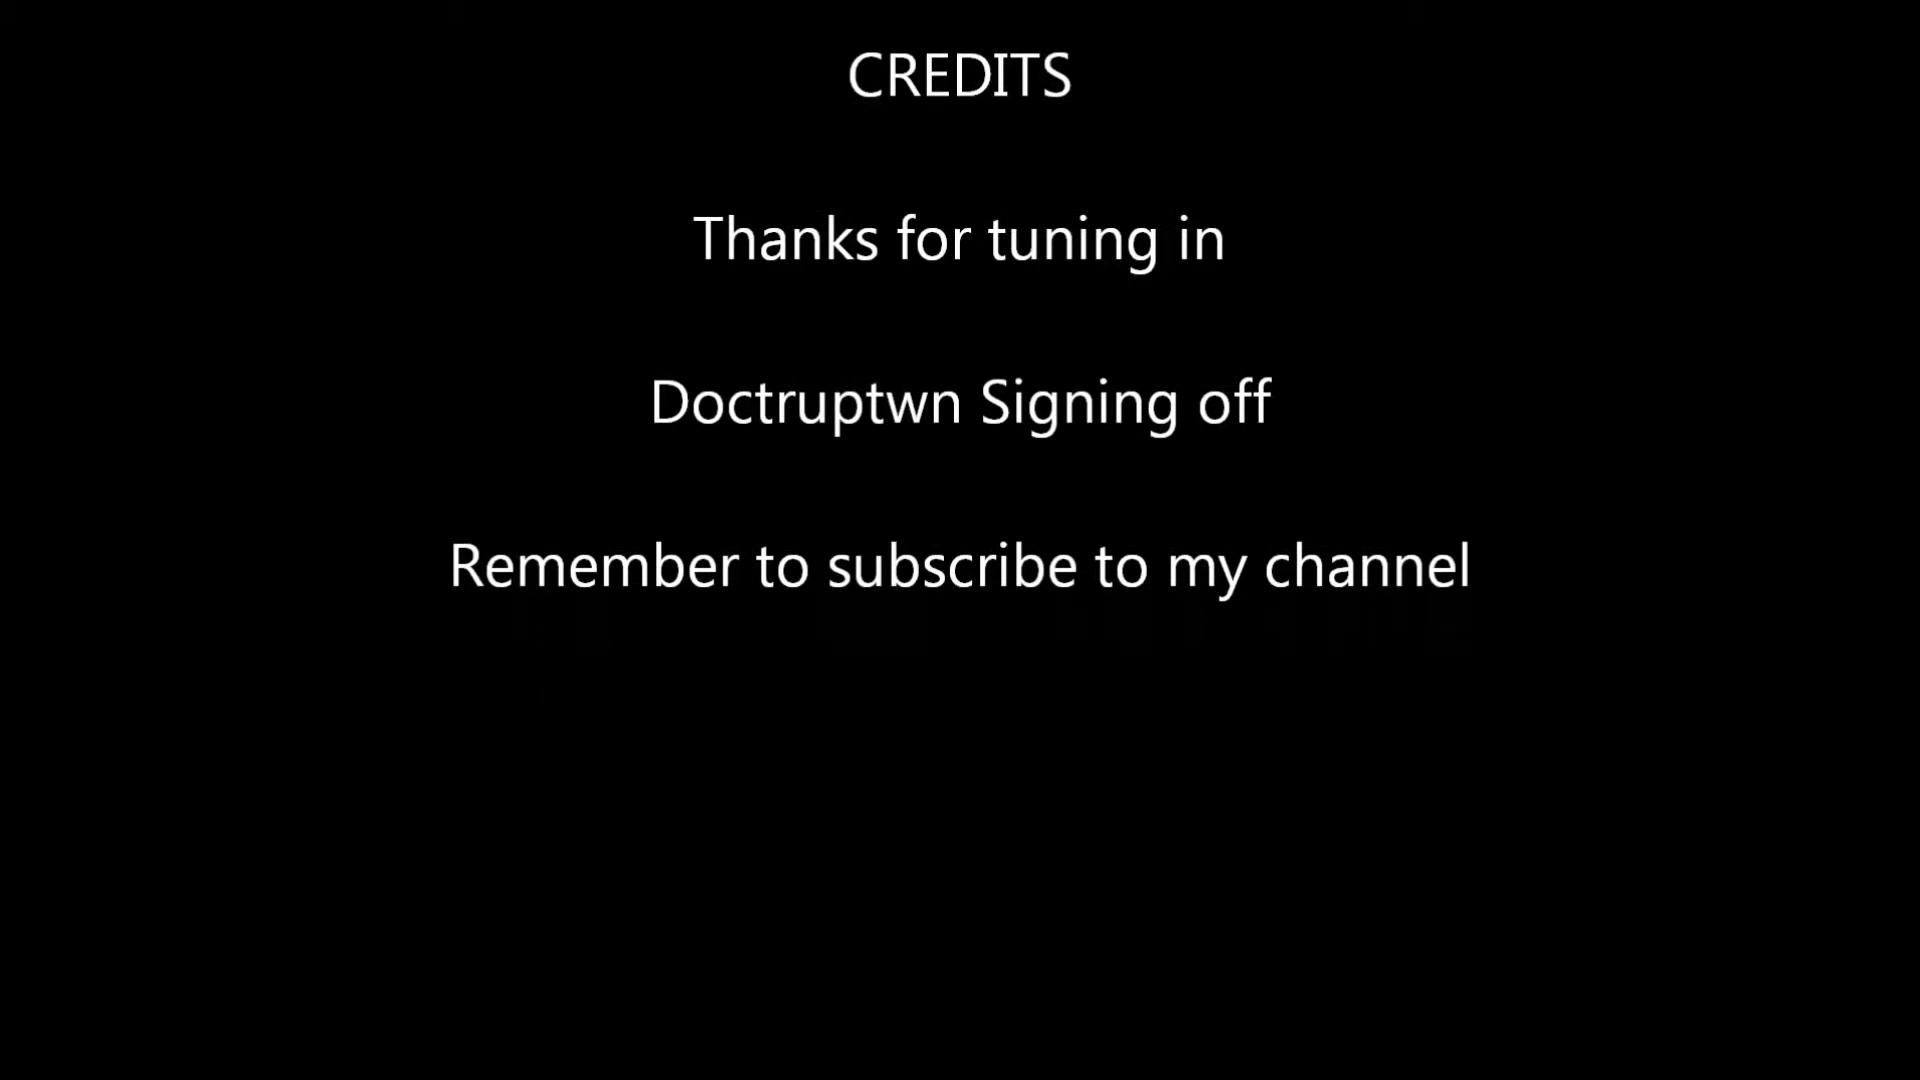 CREDITS
Thanks for tuning in
Doctruptwn Signing off
Remember to subscribe to my channel